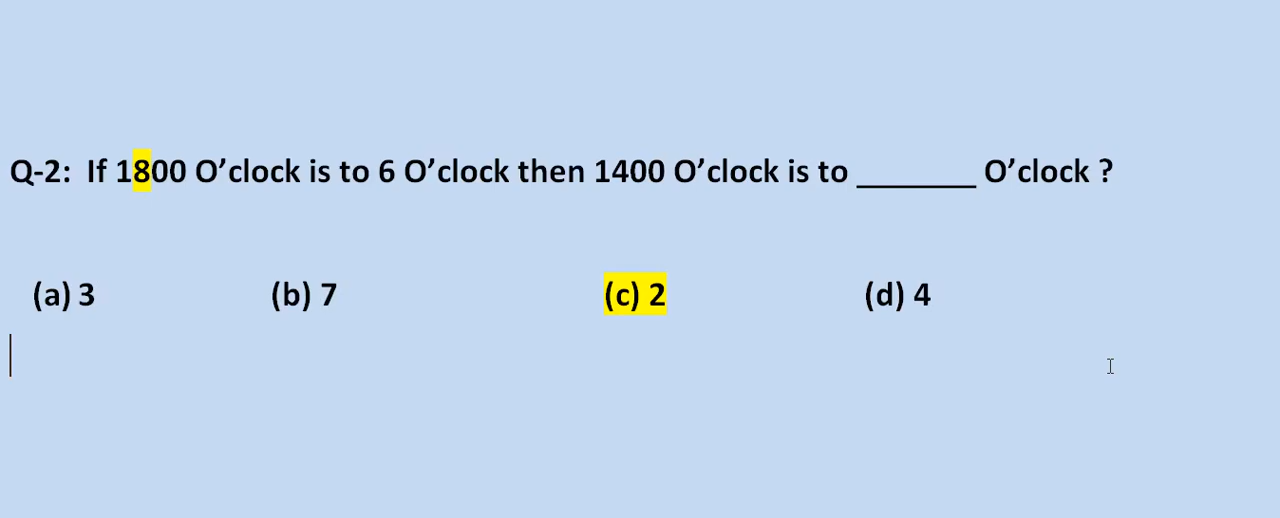 Q-2: If 1800 O’clock is to 6 O’clock then 1400 O’clock is to _______ O’clock ?
(a) 3 (b) 7 (c) 2 (d) 4